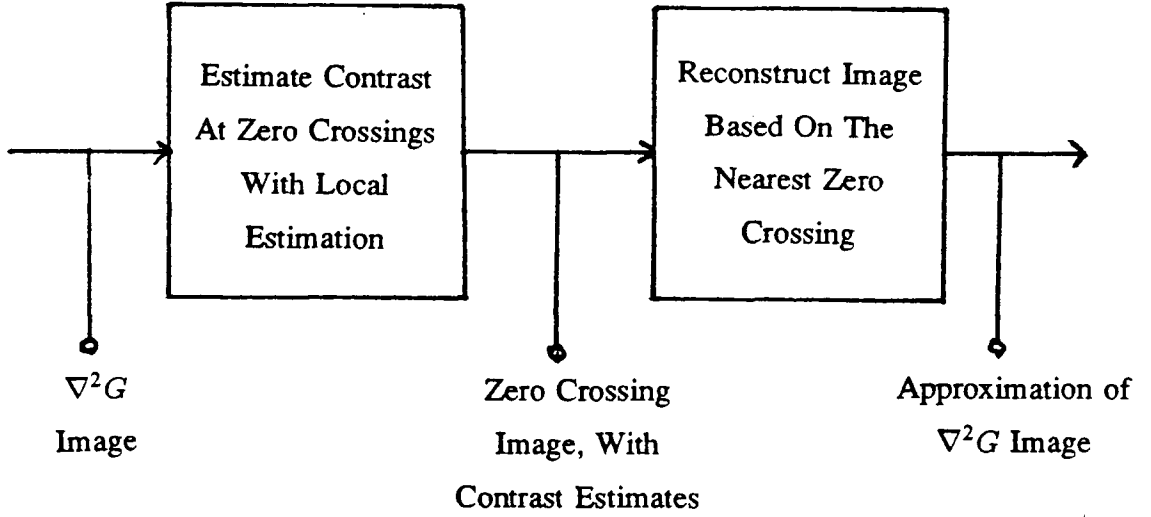 Estimate Contrast
At Zero Crossings
With Local
Estimation
Reconstruct Image
Based On The
Nearest Zero
Crossing
∇²G
Image
Zero Crossing
Image, With
Contrast Estimates
Approximation of
∇²G Image